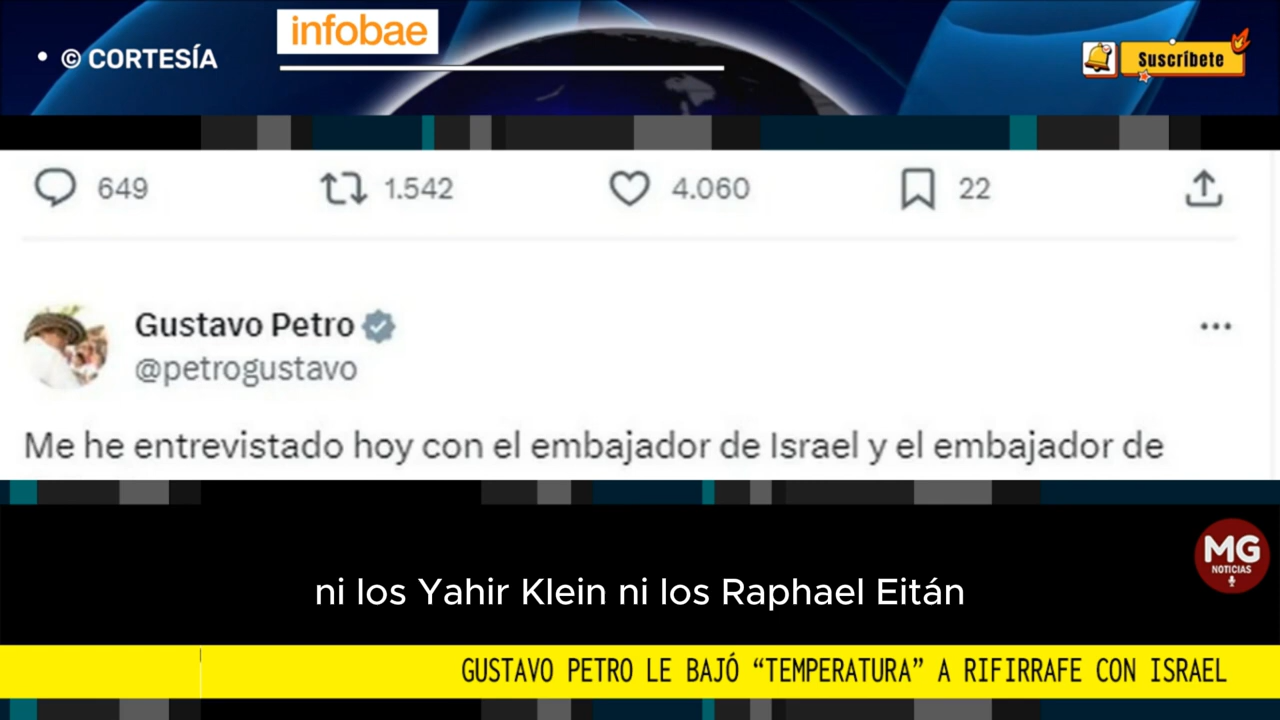 infobae
• © CORTESÍA
Suscríbete
649 1.542 4.060 22
Gustavo Petro
@petrogustavo
Me he entrevistado hoy con el embajador de Israel y el embajador de
MG
NOTICIAS
ni los Yahir Klein ni los Raphael Eitán
GUSTAVO PETRO LE BAJÓ “TEMPERATURA” A RIFIRRAFE CON ISRAEL